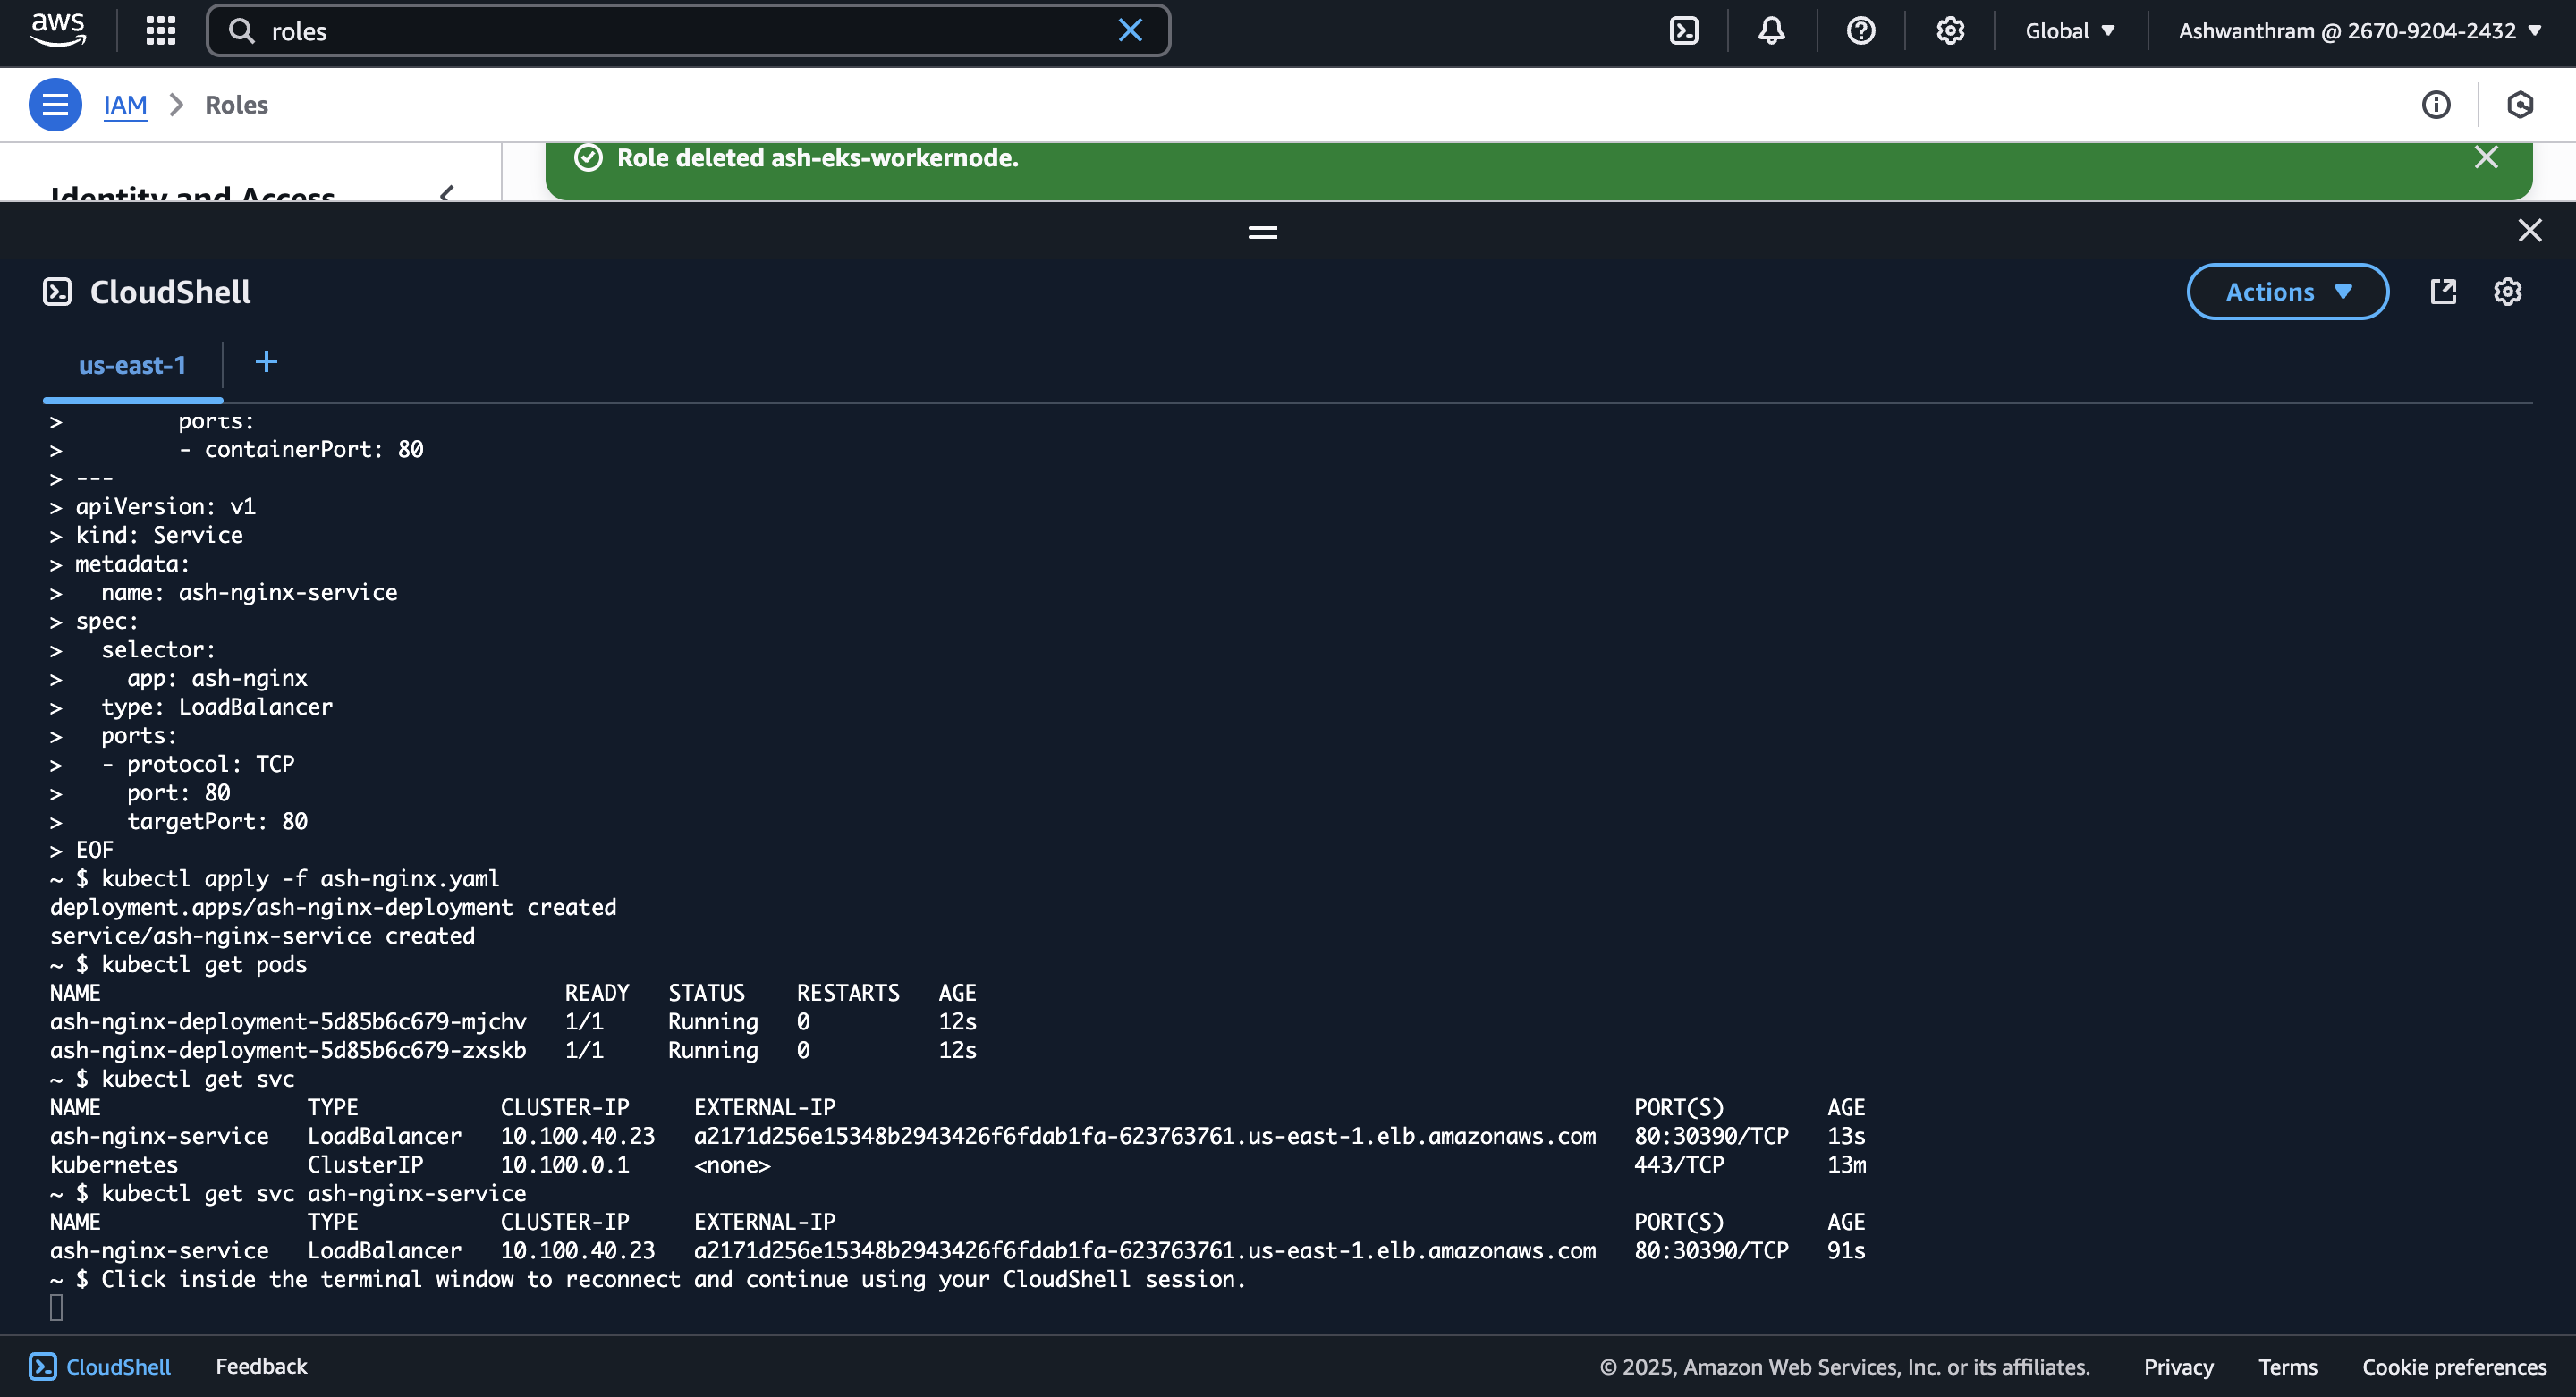 aws
roles
Global
Ashwanthram @ 2670-9204-2432
IAM
Roles
Role deleted ash-eks-workernode.
Identity and Access
CloudShell
Actions
us-east-1
+
>         ports:
>         - containerPort: 80
> ---
> apiVersion: v1
> kind: Service
> metadata:
>   name: ash-nginx-service
> spec:
>   selector:
>     app: ash-nginx
>   type: LoadBalancer
>   ports:
>   - protocol: TCP
>     port: 80
>     targetPort: 80
> EOF
~ $ kubectl apply -f ash-nginx.yaml
deployment.apps/ash-nginx-deployment created
service/ash-nginx-service created
~ $ kubectl get pods
NAME                                    READY   STATUS    RESTARTS   AGE
ash-nginx-deployment-5d85b6c679-mjchv   1/1     Running   0          12s
ash-nginx-deployment-5d85b6c679-zxskb   1/1     Running   0          12s
~ $ kubectl get svc
NAME                TYPE           CLUSTER-IP     EXTERNAL-IP                                                              PORT(S)        AGE
ash-nginx-service   LoadBalancer   10.100.40.23   a2171d256e15348b2943426f6fdab1fa-623763761.us-east-1.elb.amazonaws.com   80:30390/TCP   13s
kubernetes          ClusterIP      10.100.0.1     <none>                                                                   443/TCP        13m
~ $ kubectl get svc ash-nginx-service
NAME                TYPE           CLUSTER-IP     EXTERNAL-IP                                                              PORT(S)        AGE
ash-nginx-service   LoadBalancer   10.100.40.23   a2171d256e15348b2943426f6fdab1fa-623763761.us-east-1.elb.amazonaws.com   80:30390/TCP   91s
~ $ Click inside the terminal window to reconnect and continue using your CloudShell session.
CloudShell
Feedback
© 2025, Amazon Web Services, Inc. or its affiliates.
Privacy
Terms
Cookie preferences